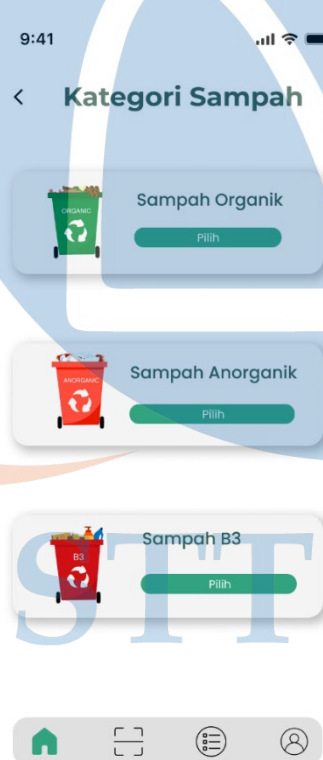 9:41
Kategori Sampah
Sampah Organik
ORGANIC
Pilih
Sampah Anorganik
ANORGANIC
Pilih
Sampah B3
B3
Pilih
STT